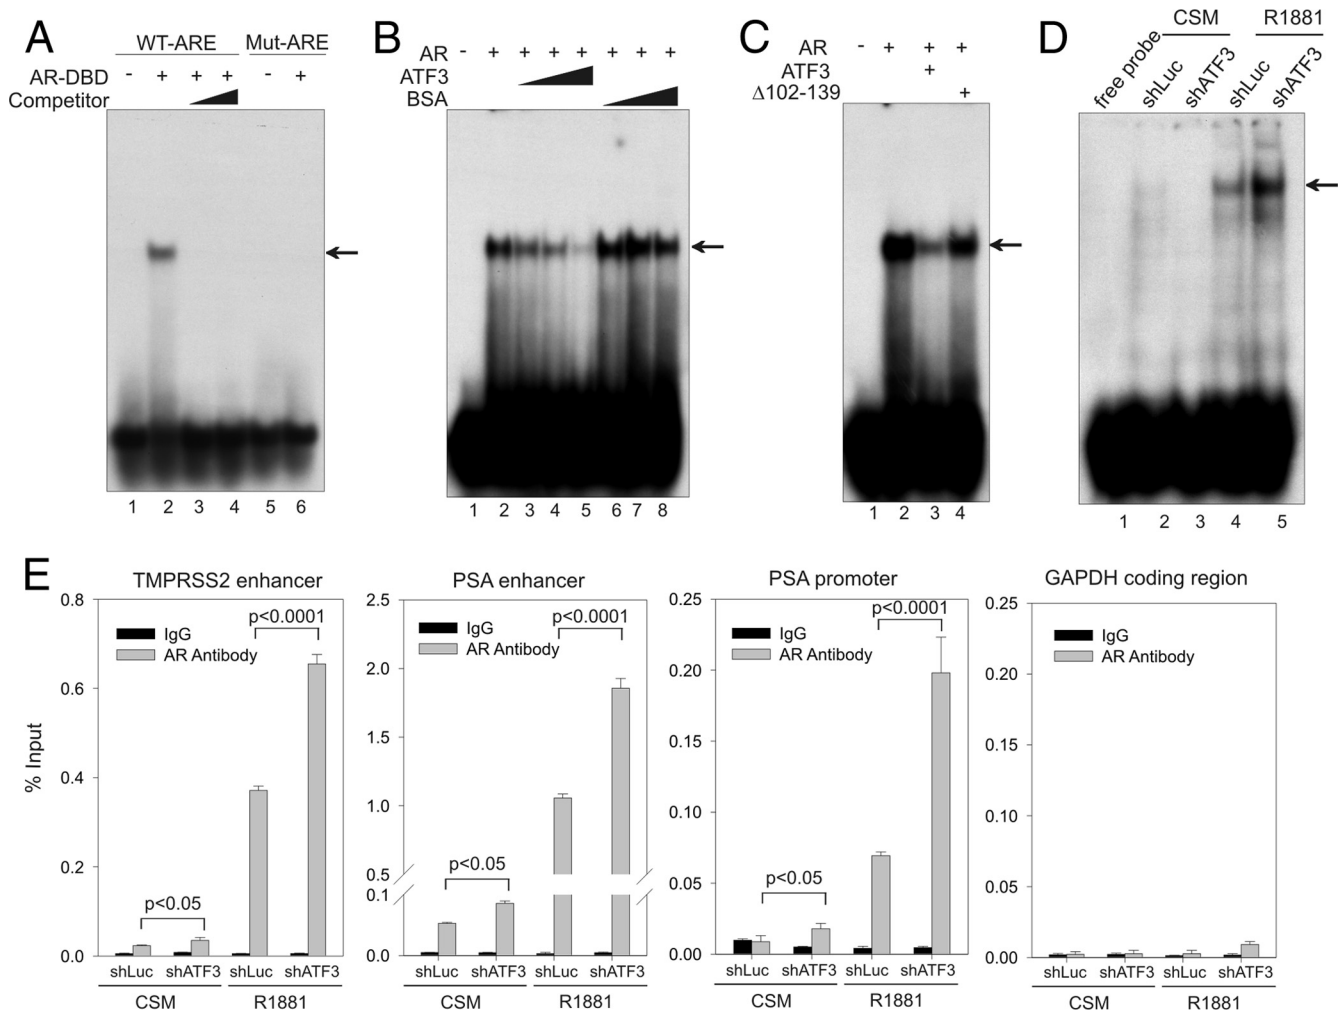 A
WT-ARE Mut-ARE
AR-DBD - + + + - +
Competitor
1 2 3 4 5 6
B
AR - + + + + + + +
ATF3
BSA
1 2 3 4 5 6 7 8
C
AR - + + +
ATF3 +
Δ102-139 +
1 2 3 4
D
CSM R1881
free probe shLuc shATF3 shLuc shATF3
1 2 3 4 5
E
TMPRSS2 enhancer
% Input
0.8
0.6
0.4
0.2
0.0
IgG
AR Antibody
p<0.0001
p<0.05
shLuc shATF3 shLuc shATF3
CSM R1881
PSA enhancer
2.5
2.0
1.5
1.0
0.5
0.1
0.0
IgG
AR Antibody
p<0.0001
p<0.05
shLuc shATF3 shLuc shATF3
CSM R1881
PSA promoter
0.25
0.20
0.15
0.10
0.05
0.00
IgG
AR Antibody
p<0.0001
p<0.05
shLuc shATF3 shLuc shATF3
CSM R1881
GAPDH coding region
0.25
0.20
0.15
0.10
0.05
0.00
IgG
AR Antibody
shLuc shATF3 shLuc shATF3
CSM R1881